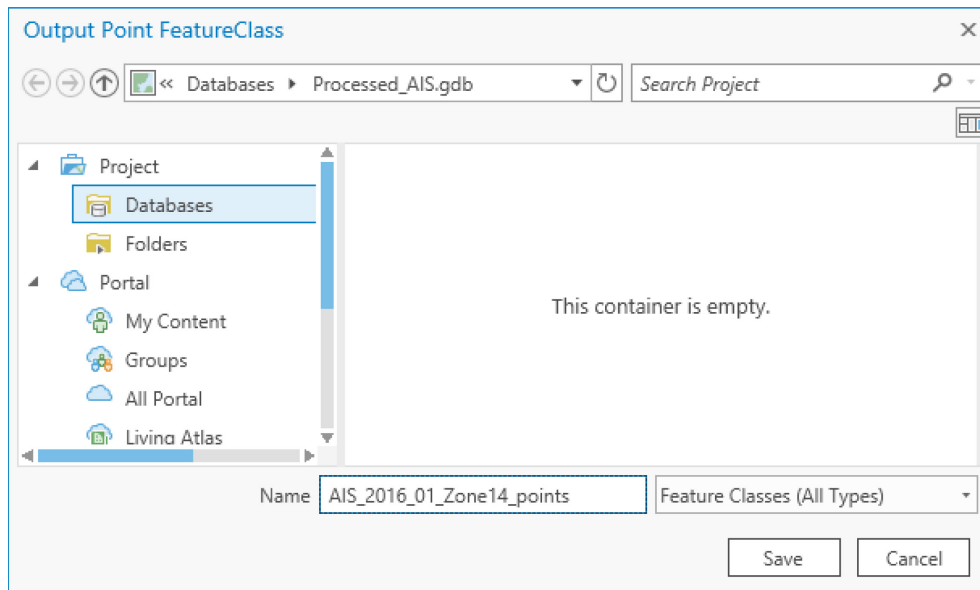 Output Point FeatureClass
« Databases Processed_AIS.gdb
Search Project
Project
Databases
Folders
Portal
My Content
Groups
All Portal
Living Atlas
This container is empty.
Name AIS_2016_01_Zone14_points Feature Classes (All Types)
Save Cancel